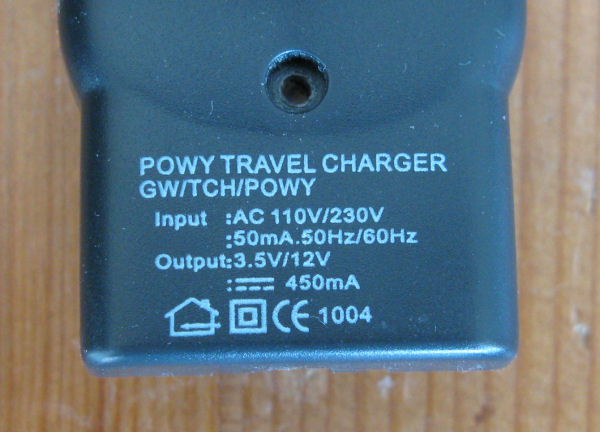 POWY TRAVEL CHARGER
GW/TCH/POWY
Input :AC 110V/230V
:50mA.50Hz/60Hz
Output:3.5V/12V
:⎓ 450mA
CE 1004